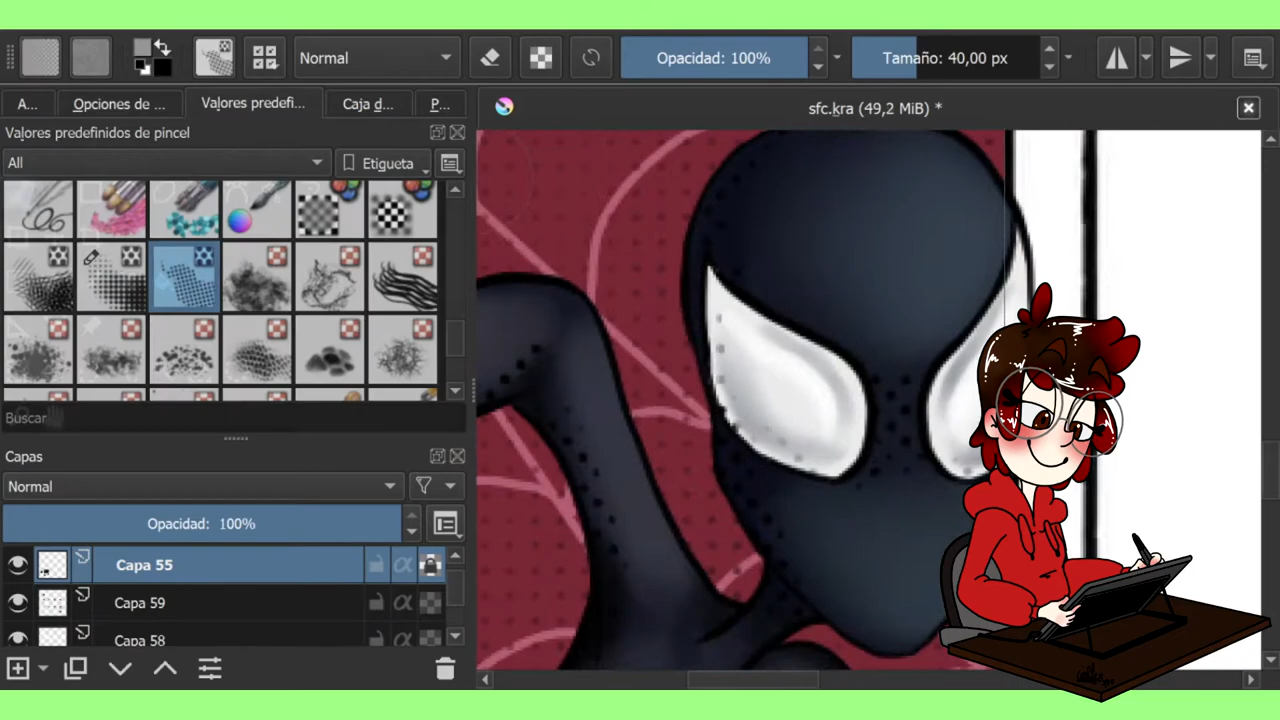 Normal
Opacidad: 100%
Tamaño: 40,00 px
A...
Opciones de ...
Valores predefi...
Caja d...
P...
sfc.kra (49,2 MiB) *
Valores predefinidos de pincel
All
Etiqueta
Buscar
Capas
Normal
Opacidad: 100%
Capa 55
Capa 59
Capa 58